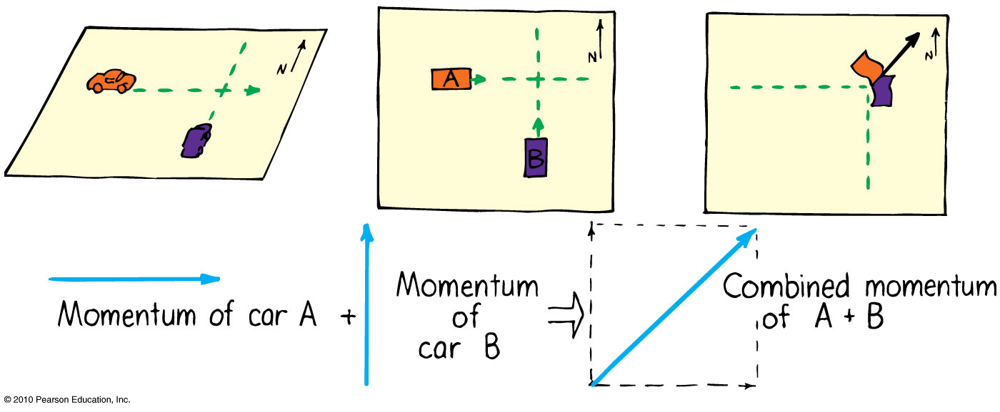 N
N
A
B
N
Momentum of car A +
Momentum
of
car B
Combined momentum
of A + B
© 2010 Pearson Education, Inc.